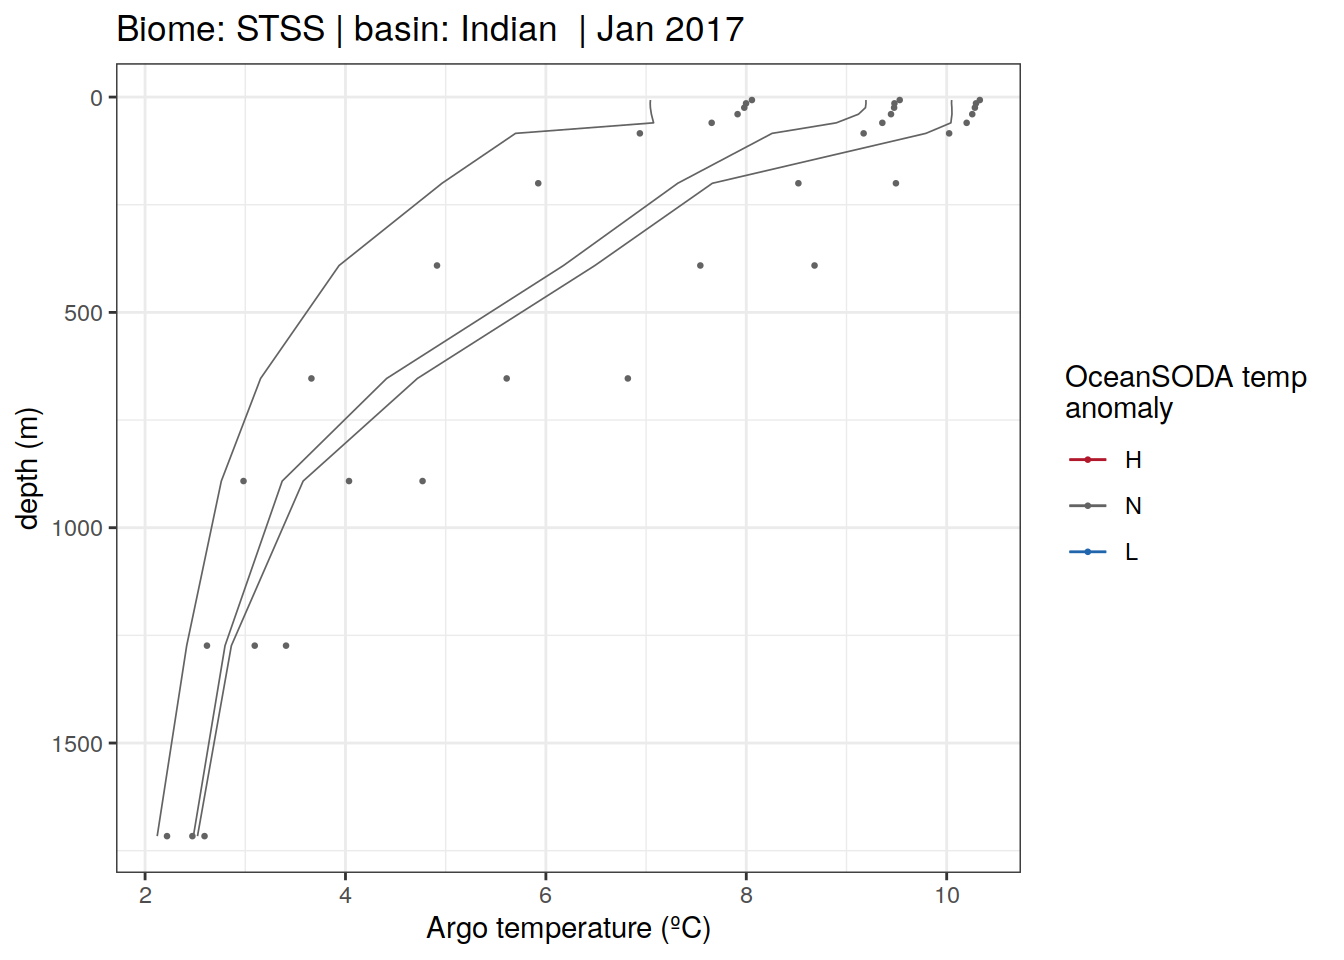 Biome: STSS | basin: Indian  | Jan 2017
0
500
1000
1500
depth (m)
2 4 6 8 10
Argo temperature (ºC)
OceanSODA temp
anomaly
H
N
L